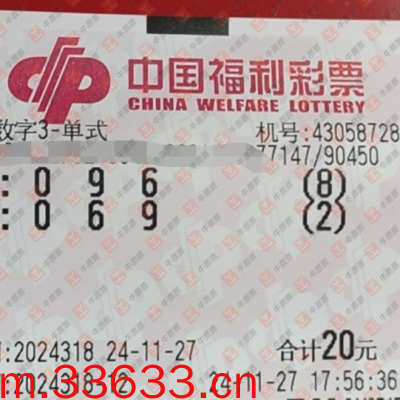 中国福利彩票
CHINA WELFARE LOTTERY
数字3-单式 机号:43058728
77147/90450
: 0 9 6 (8)
: 0 6 9 (2)
:2024318 24-11-27 合计20元
:2024318-12 24-11-27 17:56:36
m.33633.cn